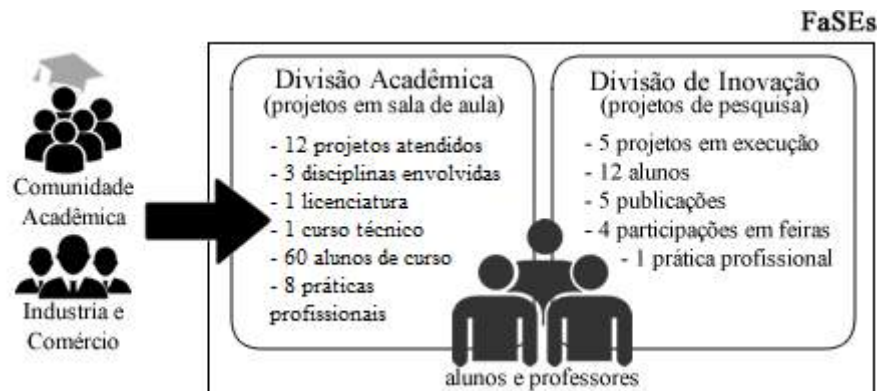 FaSEs
Comunidade
Acadêmica
Industria e
Comércio
Divisão Acadêmica
(projetos em sala de aula)
- 12 projetos atendidos
- 3 disciplinas envolvidas
- 1 licenciatura
- 1 curso técnico
- 60 alunos de curso
- 8 práticas
profissionais
Divisão de Inovação
(projetos de pesquisa)
- 5 projetos em execução
- 12 alunos
- 5 publicações
- 4 participações em feiras
- 1 prática profissional
alunos e professores